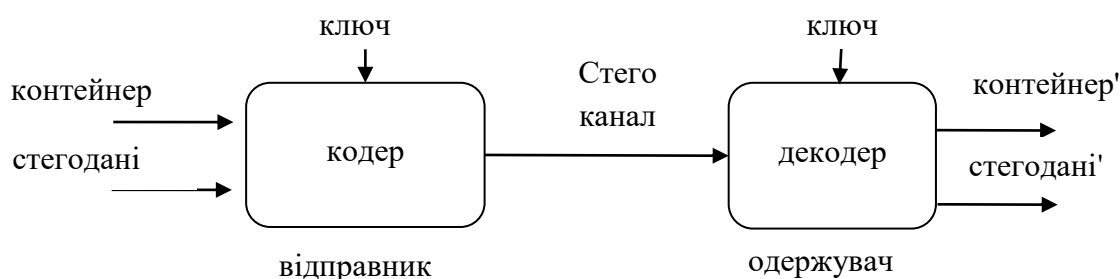 ключ
ключ
Стего
канал
контейнер
контейнер'
кодер
декодер
стегодані
стегодані'
відправник
одержувач